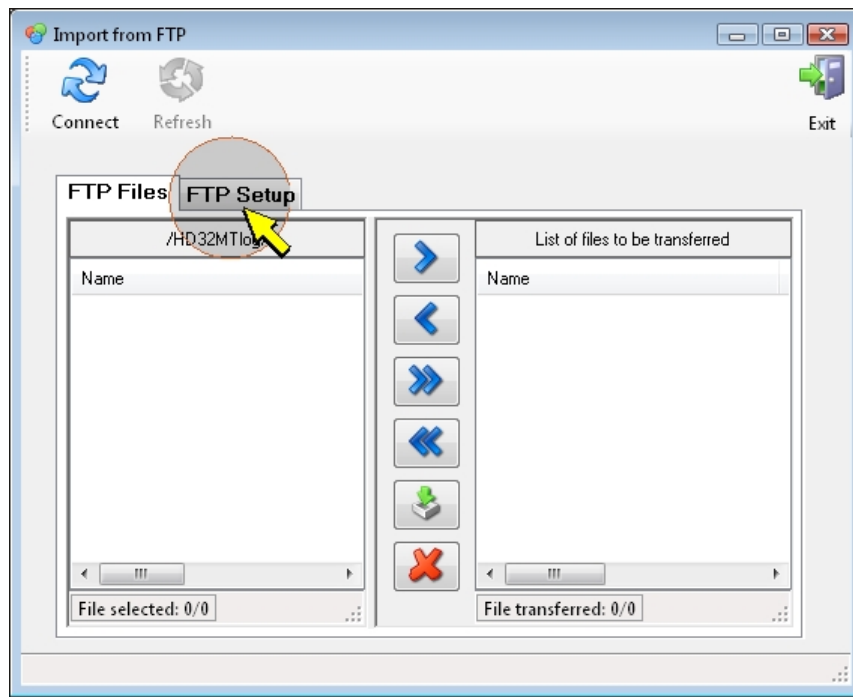 Import from FTP
Connect Refresh Exit
FTP Files FTP Setup
List of files to be transferred
Name Name
File selected: 0/0 File transferred: 0/0